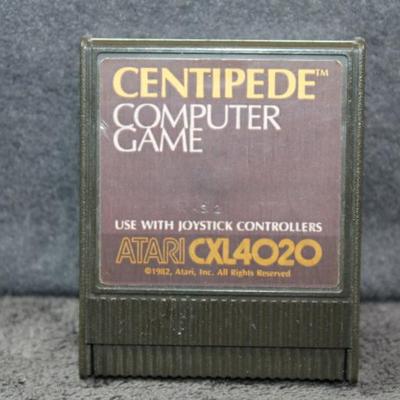 CENTIPEDE™
COMPUTER
GAME
USE WITH JOYSTICK CONTROLLERS
ATARI CXL4020
©1982, Atari, Inc. All Rights Reserved